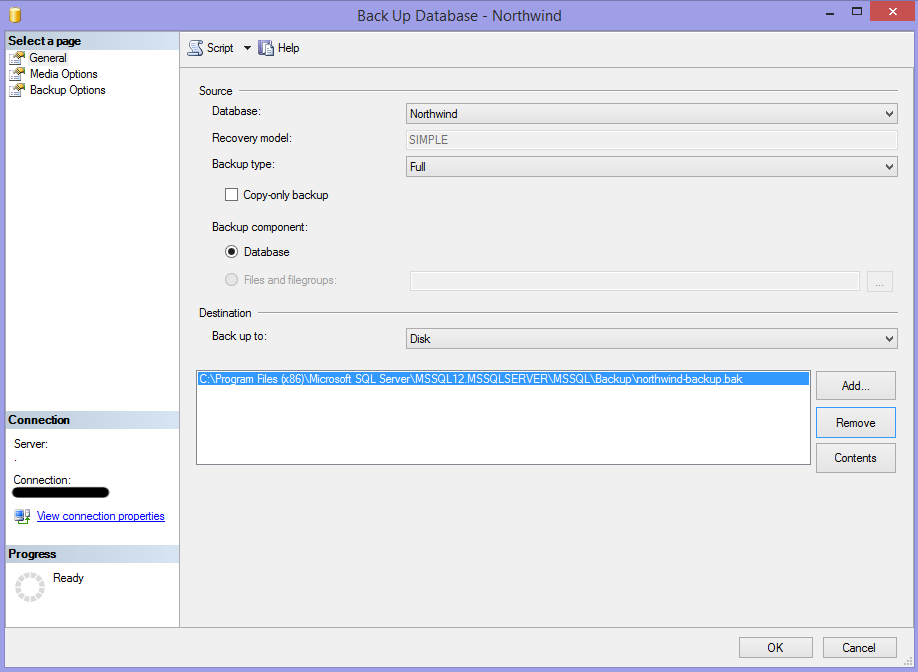 Back Up Database - Northwind
Select a page
General
Media Options
Backup Options
Script
Help
Source
Database:
Northwind
Recovery model:
SIMPLE
Backup type:
Full
Copy-only backup
Backup component:
Database
Files and filegroups:
...
Destination
Back up to:
Disk
C:\Program Files (x86)\Microsoft SQL Server\MSSQL12.MSSQLSERVER\MSSQL\Backup\northwind-backup.bak
Add...
Remove
Contents
Connection
Server:
.
Connection:
View connection properties
Progress
Ready
OK
Cancel